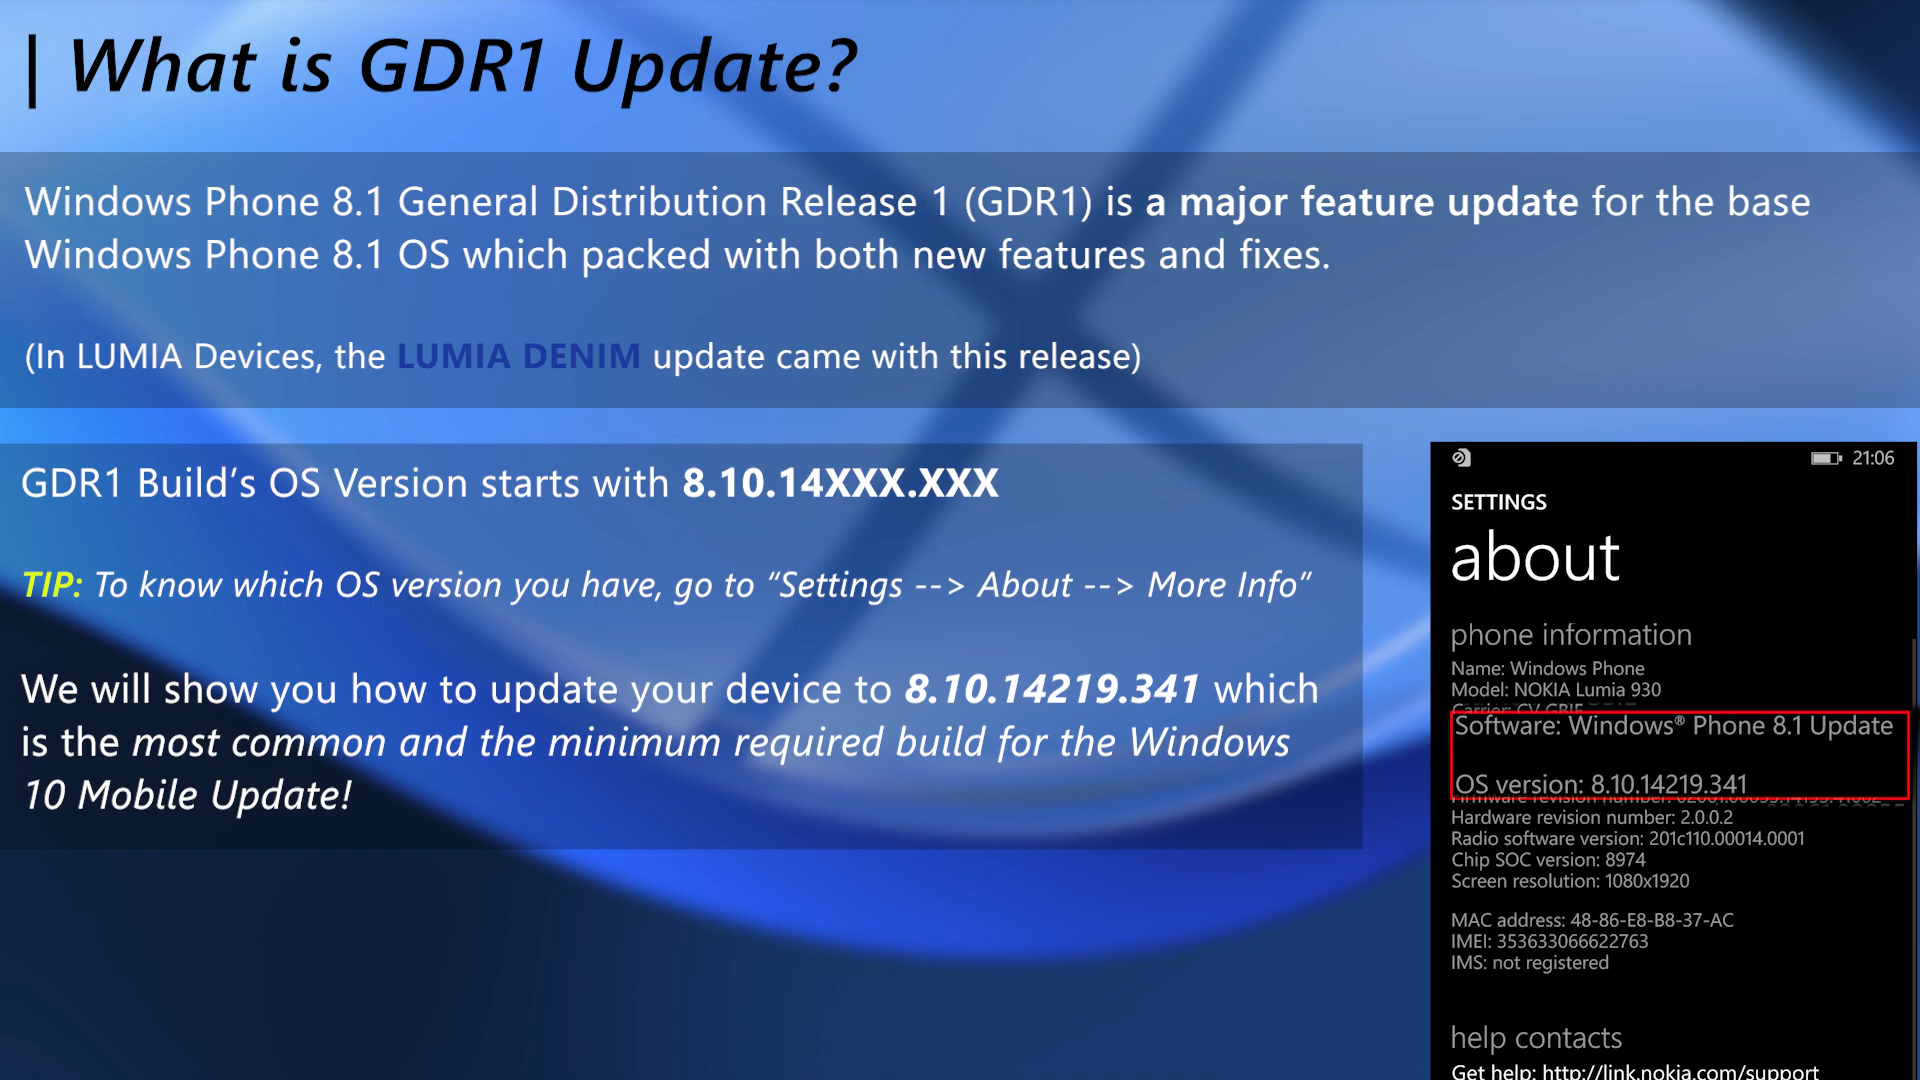 | What is GDR1 Update?
Windows Phone 8.1 General Distribution Release 1 (GDR1) is a major feature update for the base
Windows Phone 8.1 OS which packed with both new features and fixes.
(In LUMIA Devices, the LUMIA DENIM update came with this release)
GDR1 Build’s OS Version starts with 8.10.14XXX.XXX
TIP: To know which OS version you have, go to “Settings --> About --> More Info”
We will show you how to update your device to 8.10.14219.341 which
is the most common and the minimum required build for the Windows
10 Mobile Update!
21:06
SETTINGS
about
phone information
Name: Windows Phone
Model: NOKIA Lumia 930
Software: Windows® Phone 8.1 Update
OS version: 8.10.14219.341
Hardware revision number: 2.0.0.2
Radio software version: 201c110.00014.0001
Chip SOC version: 8974
Screen resolution: 1080x1920
MAC address: 48-86-E8-B8-37-AC
IMEI: 353633066622763
IMS: not registered
help contacts
Get help: http://link.nokia.com/support